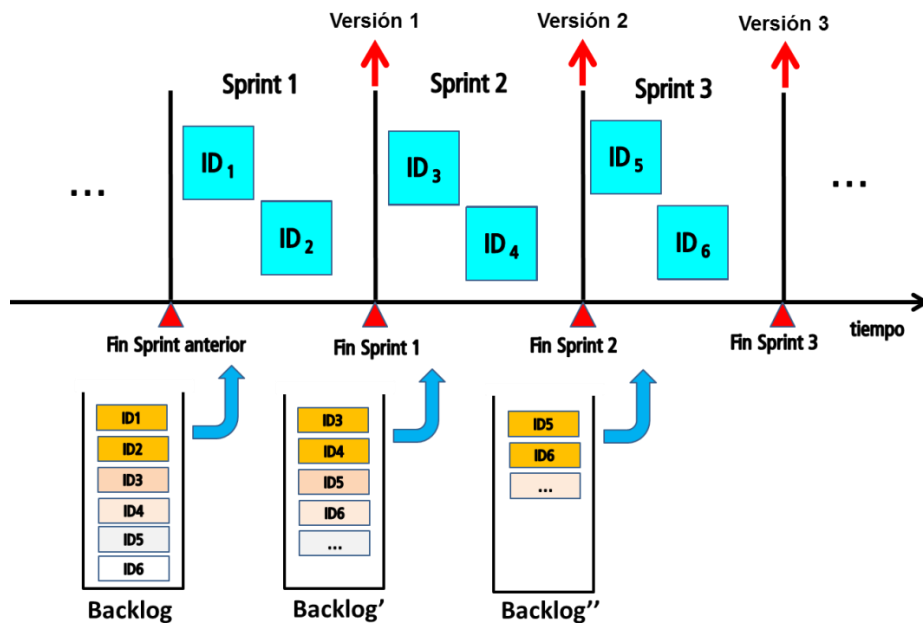 Versión 1
Versión 2
Versión 3
Sprint 1
Sprint 2
Sprint 3
ID1
ID3
ID5
...
...
ID2
ID4
ID6
tiempo
Fin Sprint anterior
Fin Sprint 1
Fin Sprint 2
Fin Sprint 3
ID1
ID2
ID3
ID4
ID5
ID6
Backlog
ID3
ID4
ID5
ID6
...
Backlog'
ID5
ID6
...
Backlog''